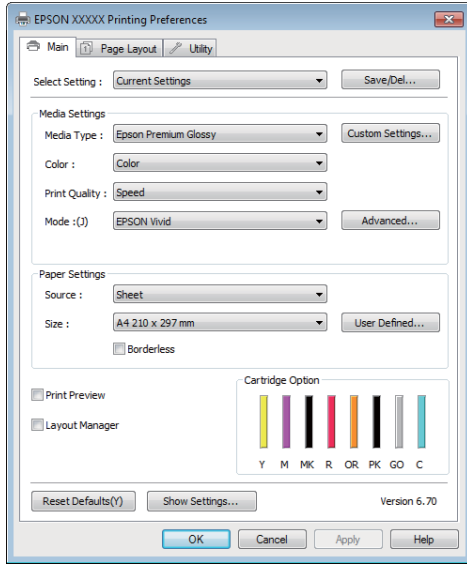 EPSON XXXXX Printing Preferences
Main Page Layout Utility
Select Setting : Current Settings Save/Del...
Media Settings
Media Type : Epson Premium Glossy Custom Settings...
Color : Color
Print Quality : Speed
Mode :(J) EPSON Vivid Advanced...
Paper Settings
Source : Sheet
Size : A4 210 x 297 mm User Defined...
Borderless
Cartridge Option
Print Preview
Layout Manager
Y M MK R OR PK GO C
Reset Defaults(Y) Show Settings... Version 6.70
OK Cancel Apply Help